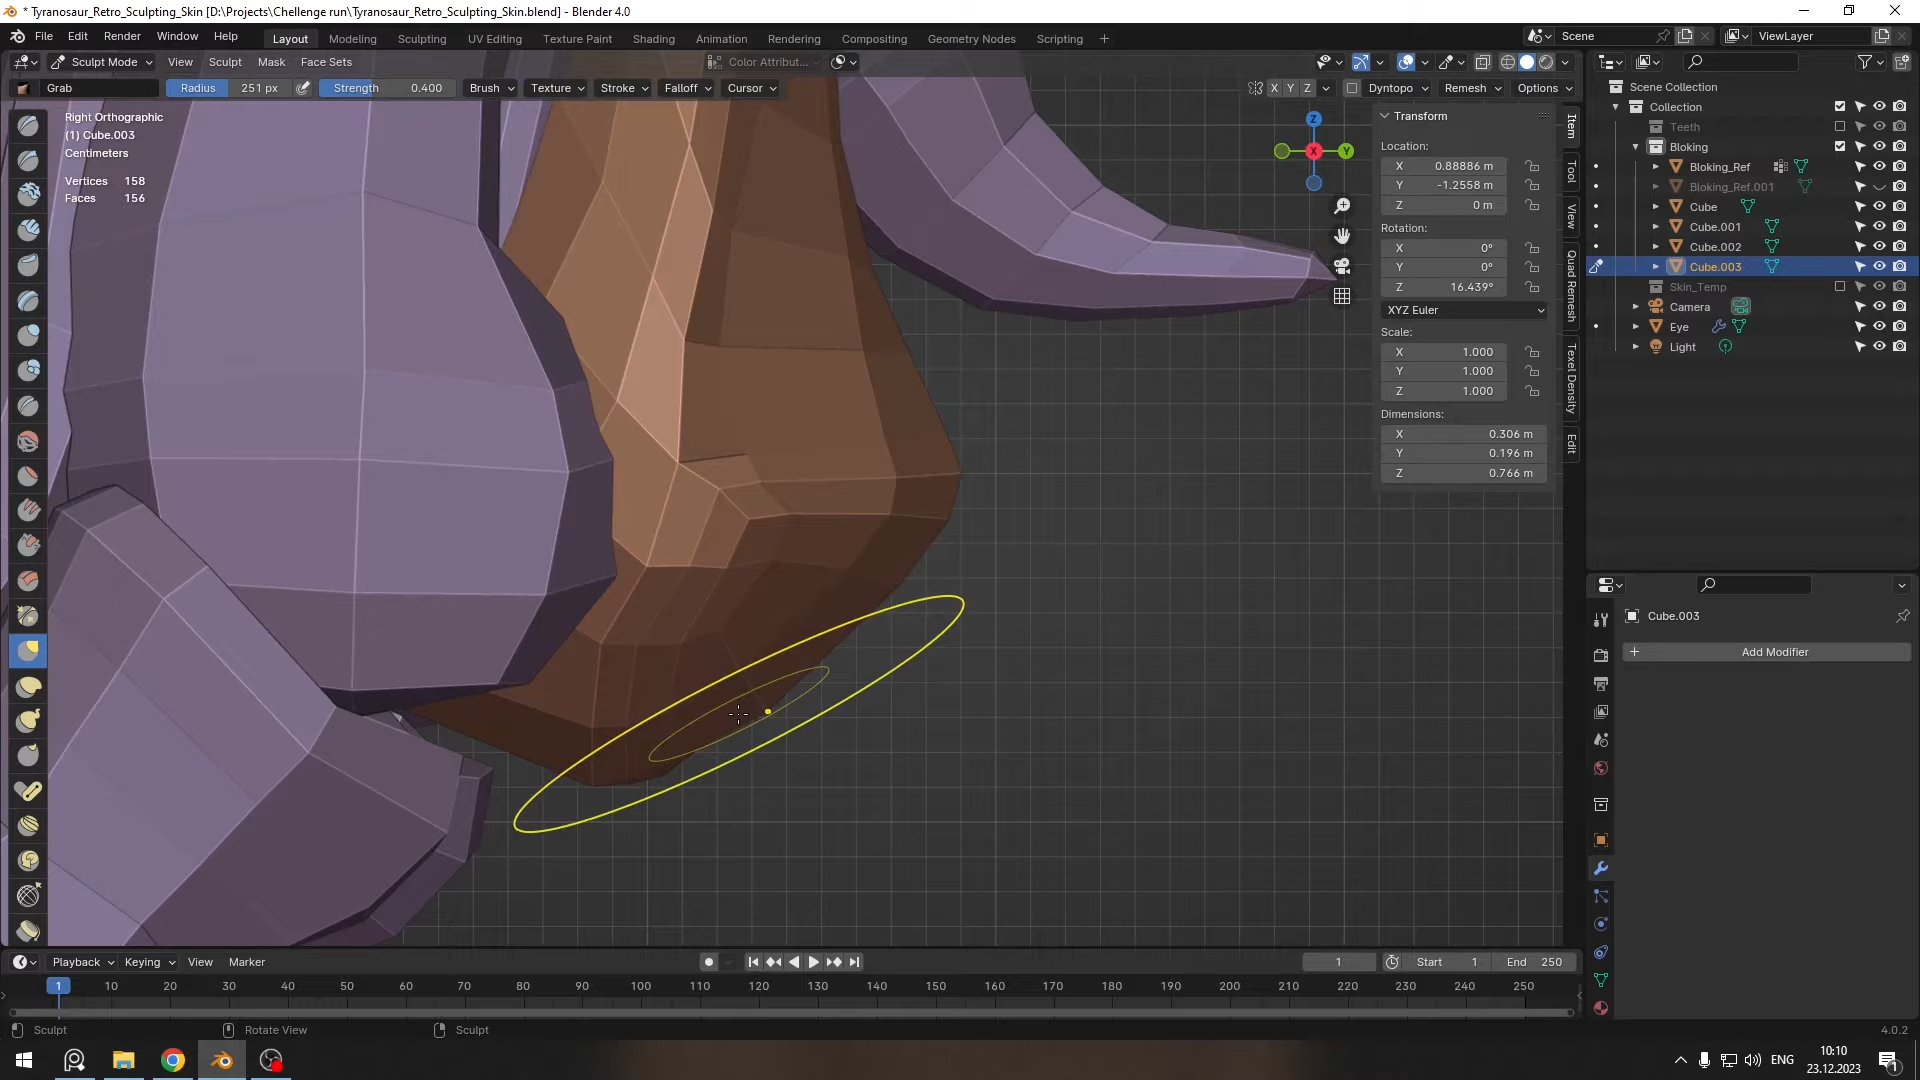 * Tyranosaur_Retro_Sculpting_Skin [D:\Projects\Chellenge run\Tyranosaur_Retro_Sculpting_Skin.blend] - Blender 4.0
File Edit Render Window Help Layout Modeling Sculpting UV Editing Texture Paint Shading Animation Rendering Compositing Geometry Nodes Scripting + Scene ViewLayer
Sculpt Mode View Sculpt Mask Face Sets Color Attribut...
Grab Radius 251 px Strength 0.400 Brush Texture Stroke Falloff Cursor X Y Z Dyntopo Remesh Options
Right Orthographic
(1) Cube.003
Centimeters
Vertices 158
Faces 156
Z
X
Y
Transform
Location:
X 0.88886 m
Y -1.2558 m
Z 0 m
Rotation:
X 0°
Y 0°
Z 16.439°
XYZ Euler
Scale:
X 1.000
Y 1.000
Z 1.000
Dimensions:
X 0.306 m
Y 0.196 m
Z 0.766 m
Item
Tool
View
Quad Remesh
Texel Density
Edit
Scene Collection
Collection
Teeth
Bloking
Bloking_Ref
Bloking_Ref.001
Cube
Cube.001
Cube.002
Cube.003
Skin_Temp
Camera
Eye
Light
Cube.003
+ Add Modifier
Playback Keying View Marker 1 Start 1 End 250
1 10 20 30 40 50 60 70 80 90 100 110 120 130 140 150 160 170 180 190 200 210 220 230 240 250
Sculpt Rotate View Sculpt 4.0.2
ENG
10:10
23.12.2023
1